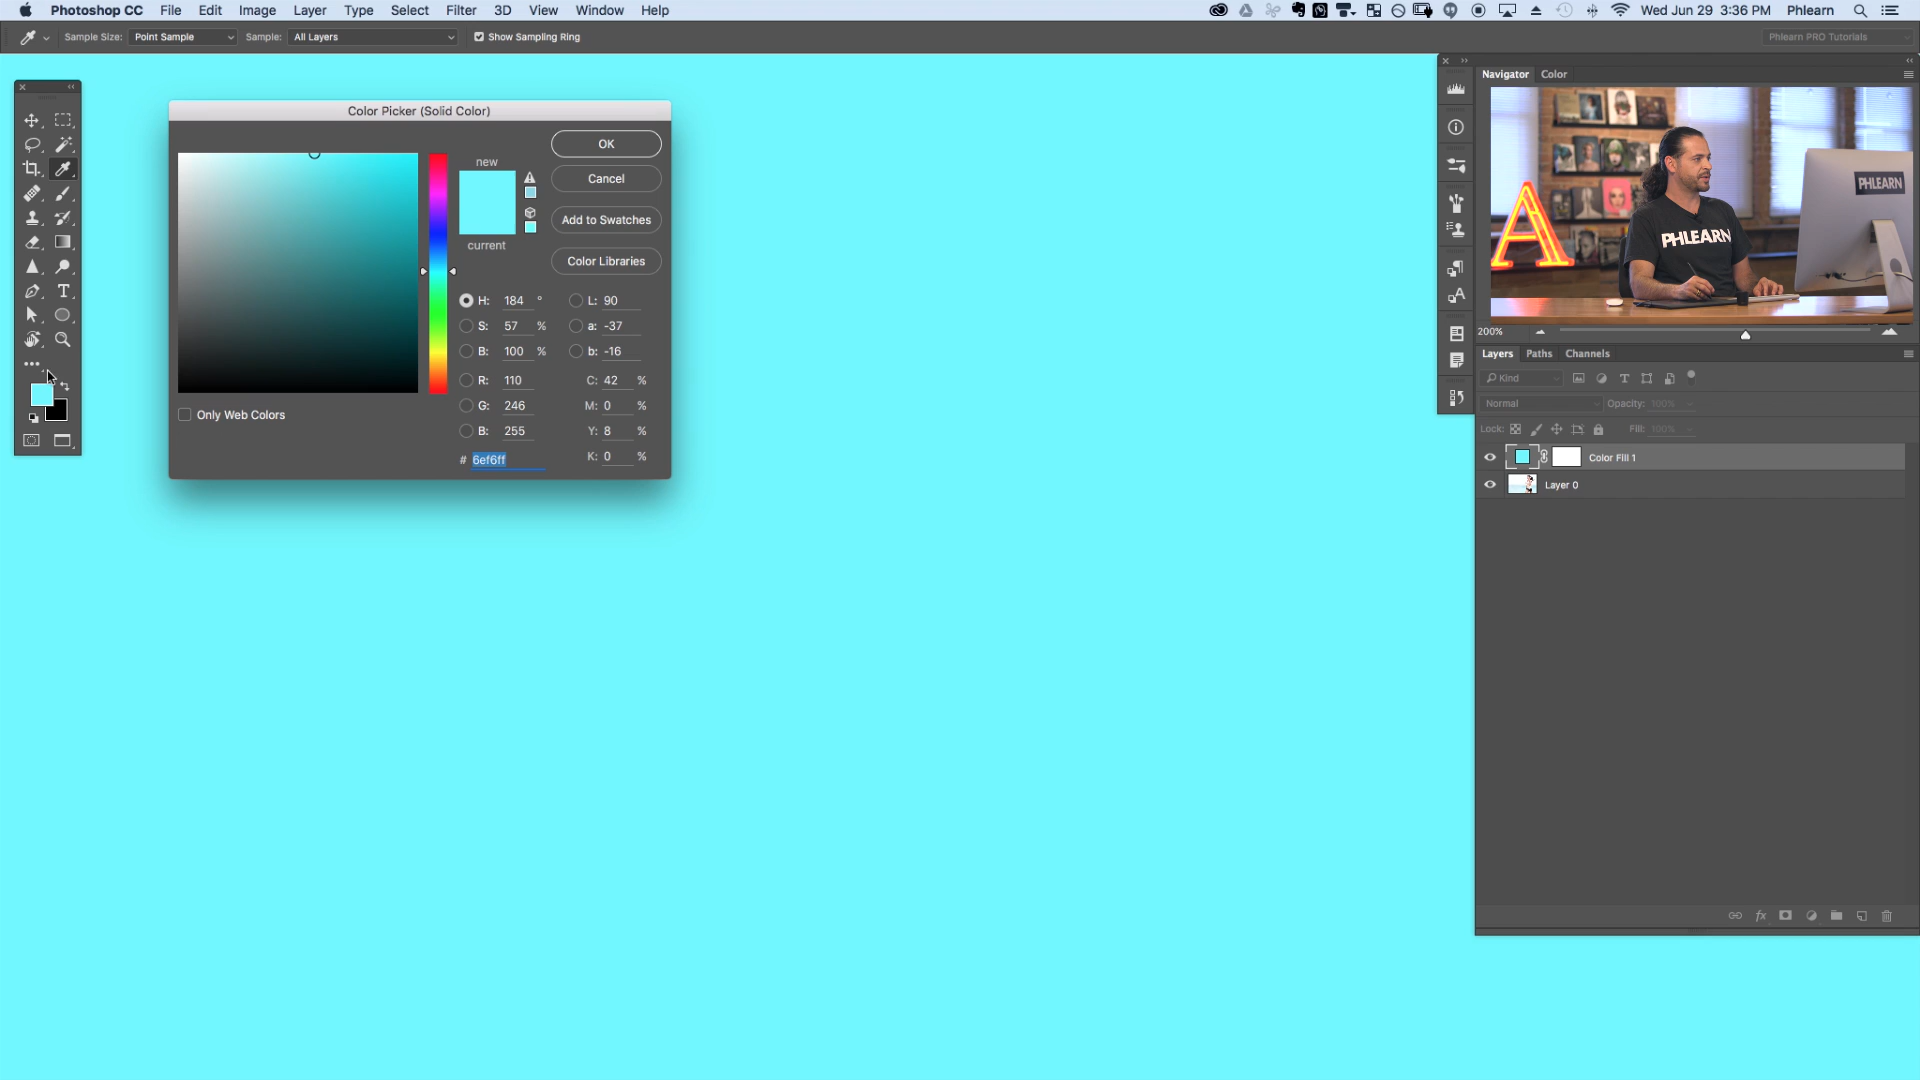 Photoshop CC File Edit Image Layer Type Select Filter 3D View Window Help Wed Jun 29 3:36 PM Phlearn
Sample Size: Point Sample Sample: All Layers Show Sampling Ring Phlearn PRO Tutorials
Navigator Color
PHLEARN
PHLEARN
A
200%
Color Picker (Solid Color)
new
current
OK
Cancel
Add to Swatches
Color Libraries
H: 184 ° L: 90
S: 57 % a: -37
B: 100 % b: -16
R: 110 C: 42 %
G: 246 M: 0 %
B: 255 Y: 8 %
# 6ef6ff K: 0 %
Only Web Colors
Layers Paths Channels
Kind
Normal Opacity: 100%
Lock: Fill: 100%
Color Fill 1
Layer 0
fx